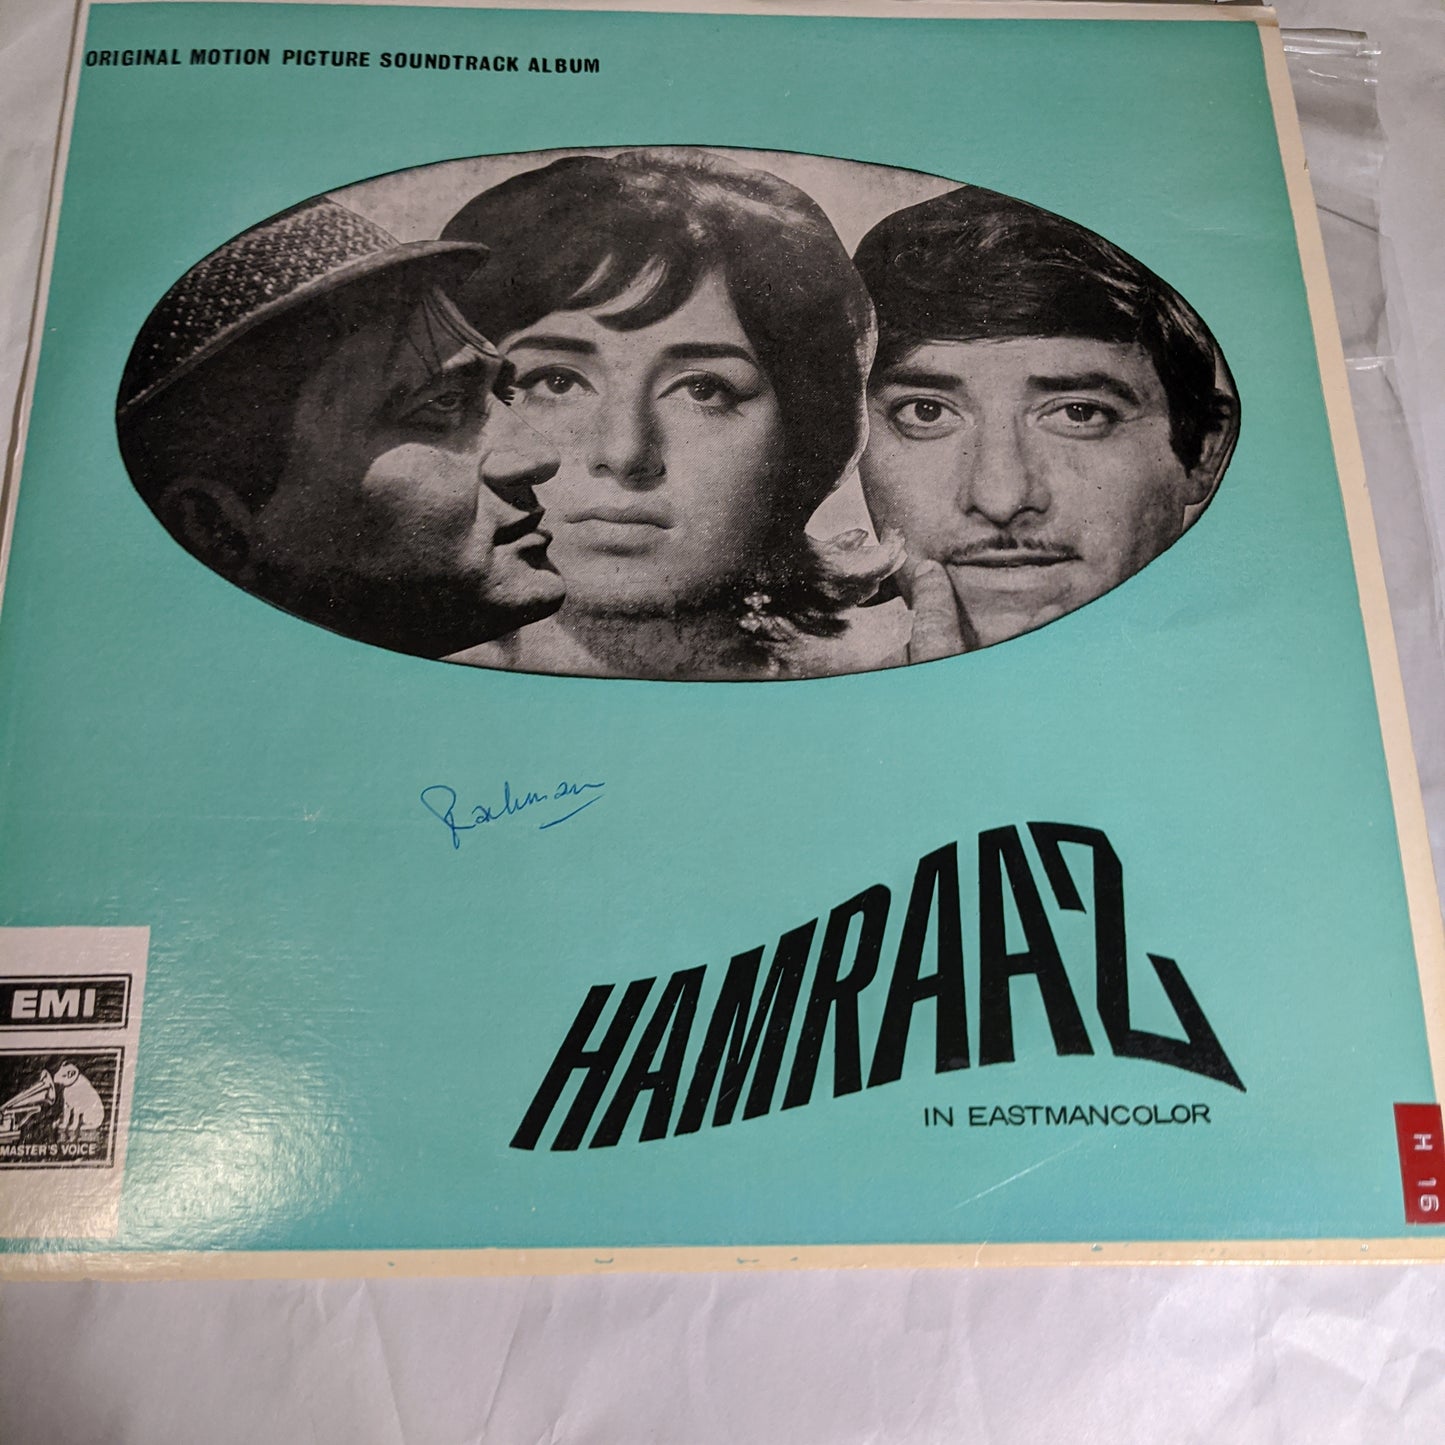 ORIGINAL MOTION PICTURE SOUNDTRACK ALBUM
Rahman
HAMRAAZ
IN EASTMANCOLOR
EMI
MASTER'S VOICE
H 16